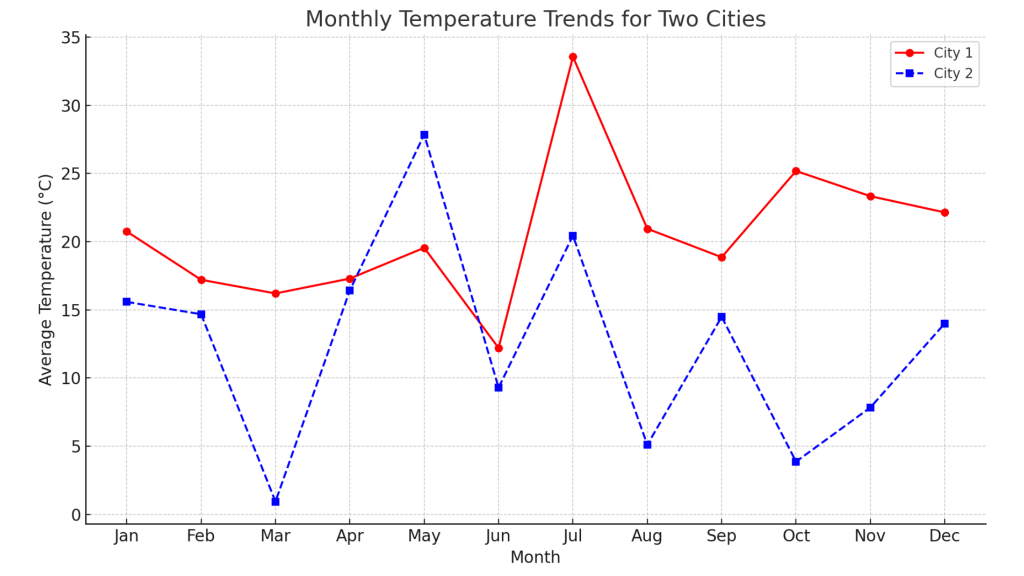 Monthly Temperature Trends for Two Cities
City 1
City 2
Average Temperature (°C)
35
30
25
20
15
10
5
0
Jan Feb Mar Apr May Jun Jul Aug Sep Oct Nov Dec
Month